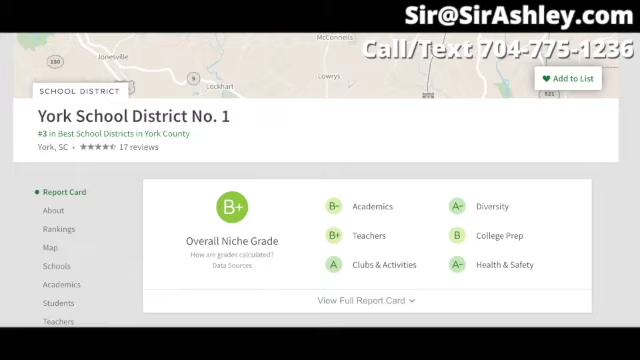 Sir@SirAshley.com
Call/Text 704-775-1236
McConnells
Jonesville
Lockhart
Lowrys
9
521
Add to List
SCHOOL DISTRICT
York School District No. 1
#3 in Best School Districts in York County
York, SC • 17 reviews
Report Card
About
Rankings
Map
Schools
Academics
Students
Teachers
B+
Overall Niche Grade
How are grades calculated?
Data Sources
B- Academics
A- Diversity
B+ Teachers
B College Prep
A Clubs & Activities
A- Health & Safety
View Full Report Card